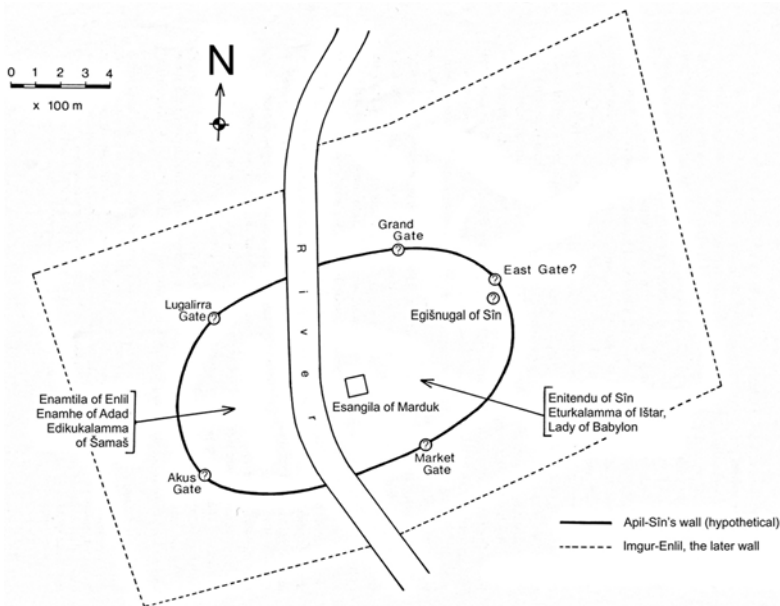 0 1 2 3 4
x 100 m
N
River
Grand
Gate
East Gate?
?
?
?
Egišnugal of Sîn
Lugalirra
Gate
?
Enamtila of Enlil
Enamhe of Adad
Edikukalamma
of Šamaš
Esangila of Marduk
Enitendu of Sîn
Eturkalamma of Ištar,
Lady of Babylon
?
Market
Gate
Akus
Gate
?
Apil-Sîn's wall (hypothetical)
Imgur-Enlil, the later wall